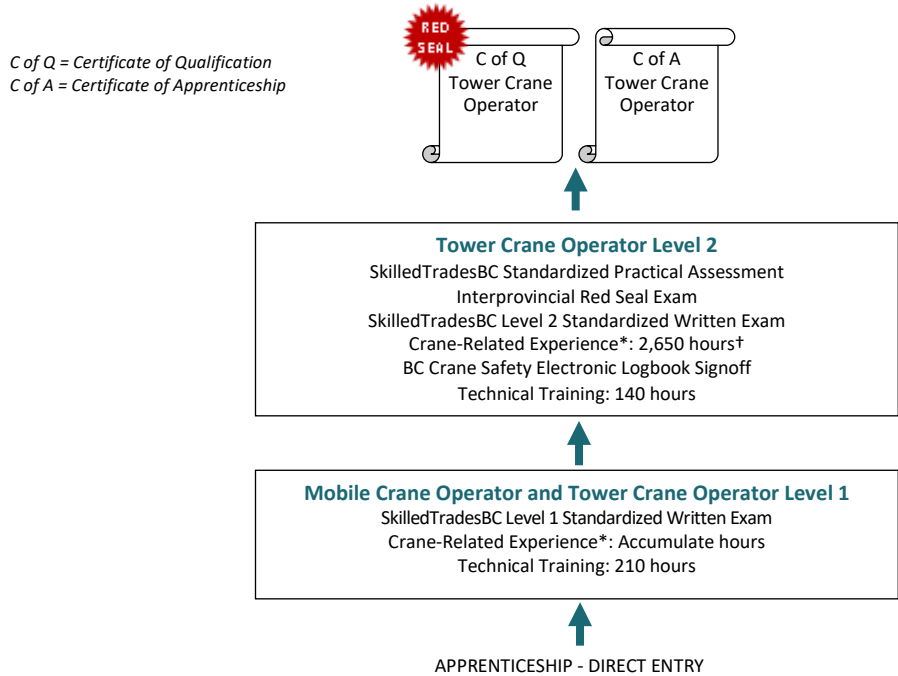 C of Q = Certificate of Qualification
C of A = Certificate of Apprenticeship
RED
SEAL
C of Q
Tower Crane
Operator
C of A
Tower Crane
Operator
Tower Crane Operator Level 2
SkilledTradesBC Standardized Practical Assessment
Interprovincial Red Seal Exam
SkilledTradesBC Level 2 Standardized Written Exam
Crane-Related Experience*: 2,650 hours†
BC Crane Safety Electronic Logbook Signoff
Technical Training: 140 hours
Mobile Crane Operator and Tower Crane Operator Level 1
SkilledTradesBC Level 1 Standardized Written Exam
Crane-Related Experience*: Accumulate hours
Technical Training: 210 hours
APPRENTICESHIP - DIRECT ENTRY